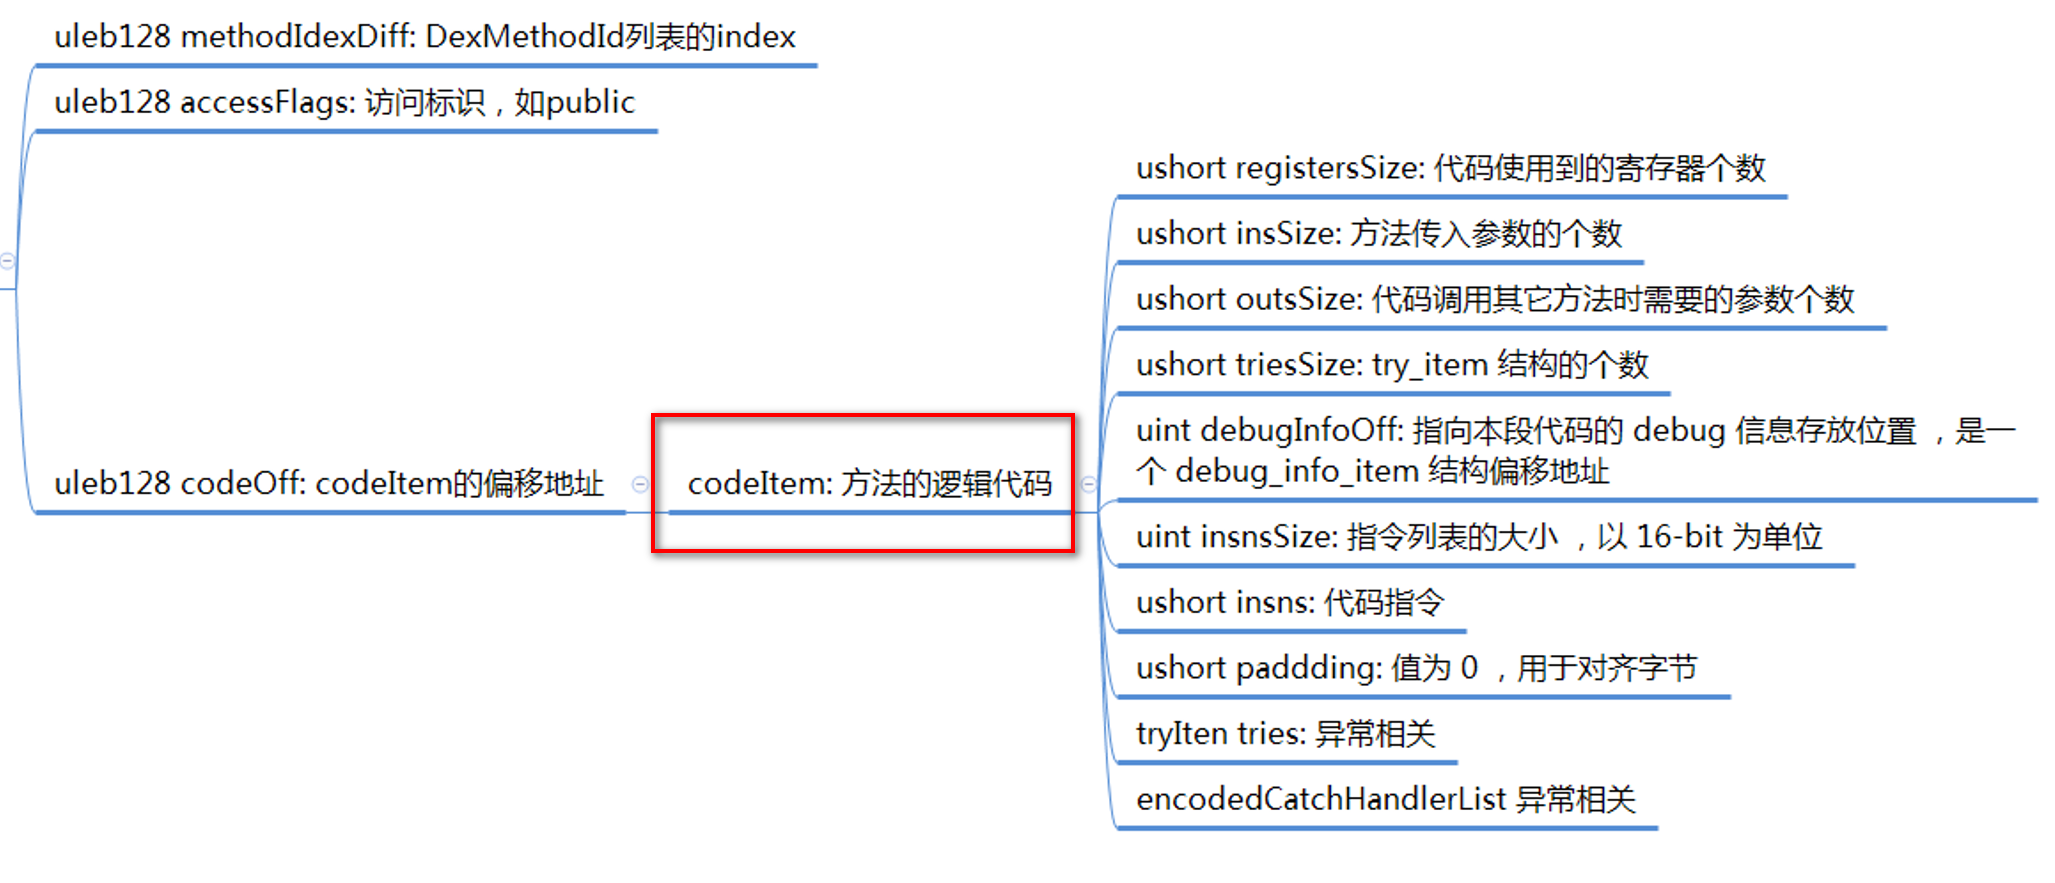 uleb128 methodIdexDiff: DexMethodId列表的index
uleb128 accessFlags: 访问标识，如public
uleb128 codeOff: codeItem的偏移地址
codeItem: 方法的逻辑代码
ushort registersSize: 代码使用到的寄存器个数
ushort insSize: 方法传入参数的个数
ushort outsSize: 代码调用其它方法时需要的参数个数
ushort triesSize: try_item 结构的个数
uint debugInfoOff: 指向本段代码的 debug 信息存放位置 ，是一
个 debug_info_item 结构偏移地址
uint insnsSize: 指令列表的大小 ，以 16-bit 为单位
ushort insns: 代码指令
ushort paddding: 值为 0 ，用于对齐字节
tryIten tries: 异常相关
encodedCatchHandlerList 异常相关